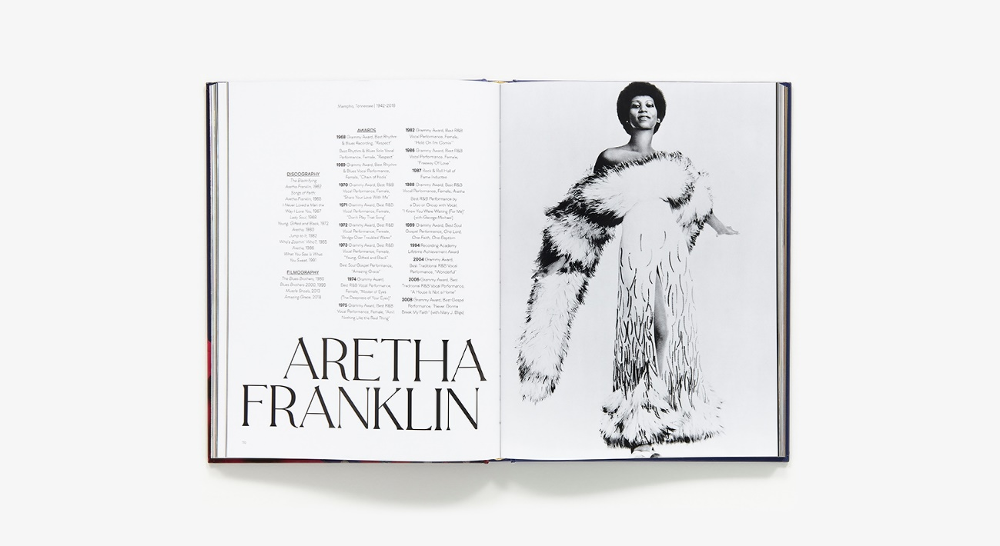 Memphis, Tennessee | 1942-2018
DISCOGRAPHY
The Electrifying
Aretha Franklin, 1962
Songs of Faith:
Aretha Franklin, 1965
I Never Loved a Man the
Way I Love You, 1967
Lady Soul, 1968
Young, Gifted and Black, 1972
Aretha, 1980
Jump to It, 1982
Who's Zoomin' Who?, 1985
Aretha, 1986
What You See is What
You Sweat, 1991
FILMOGRAPHY
The Blues Brothers, 1980
Blues Brothers 2000, 1998
Muscle Shoals, 2013
Amazing Grace, 2018
AWARDS
1968 Grammy Award, Best Rhythm
& Blues Recording, "Respect"
Best Rhythm & Blues Solo Vocal
Performance, Female, "Respect"
1969 Grammy Award, Best Rhythm
& Blues Vocal Performance,
Female, "Chain of Fools"
1970 Grammy Award, Best R&B
Vocal Performance, Female,
"Share Your Love With Me"
1971 Grammy Award, Best R&B
Vocal Performance, Female,
"Don't Play That Song"
1972 Grammy Award, Best R&B
Vocal Performance, Female,
"Bridge Over Troubled Water"
1973 Grammy Award, Best R&B
Vocal Performance, Female,
"Young, Gifted and Black"
Best Soul Gospel Performance,
"Amazing Grace"
1974 Grammy Award,
Best R&B Vocal Performance,
Female, "Master of Eyes
(The Deepness of Your Eyes)"
1975 Grammy Award, Best R&B
Vocal Performance, Female, "Ain't
Nothing Like the Real Thing"
1982 Grammy Award, Best R&B
Vocal Performance, Female,
"Hold On I'm Comin'"
1986 Grammy Award, Best R&B
Vocal Performance, Female,
"Freeway Of Love"
1987 Rock & Roll Hall of
Fame Inductee
1988 Grammy Award, Best R&B
Vocal Performance, Female, Aretha
Best R&B Performance by
a Duo or Group with Vocal,
"I Knew You Were Waiting (For Me)"
(with George Michael)
1989 Grammy Award, Best Soul
Gospel Performance, One Lord,
One Faith, One Baptism
1994 Recording Academy
Lifetime Achievement Award
2004 Grammy Award,
Best Traditional R&B Vocal
Performance, "Wonderful"
2006 Grammy Award, Best
Traditional R&B Vocal Performance,
"A House Is Not a Home"
2008 Grammy Award, Best Gospel
Performance, "Never Gonna
Break My Faith" (with Mary J. Blige)
ARETHA
FRANKLIN